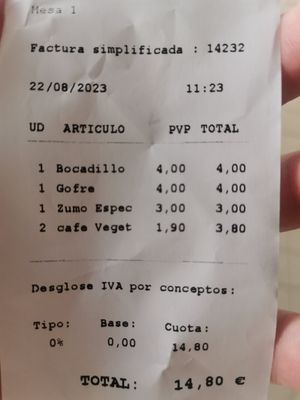 Mesa 1
Factura simplificada : 14232
22/08/2023 11:23
UD ARTICULO PVP TOTAL
1 Bocadillo 4,00 4,00
1 Gofre 4,00 4,00
1 Zumo Espec 3,00 3,00
2 cafe Veget 1,90 3,80
Desglose IVA por conceptos:
Tipo: Base: Cuota:
0% 0,00 14,80
TOTAL: 14,80 €